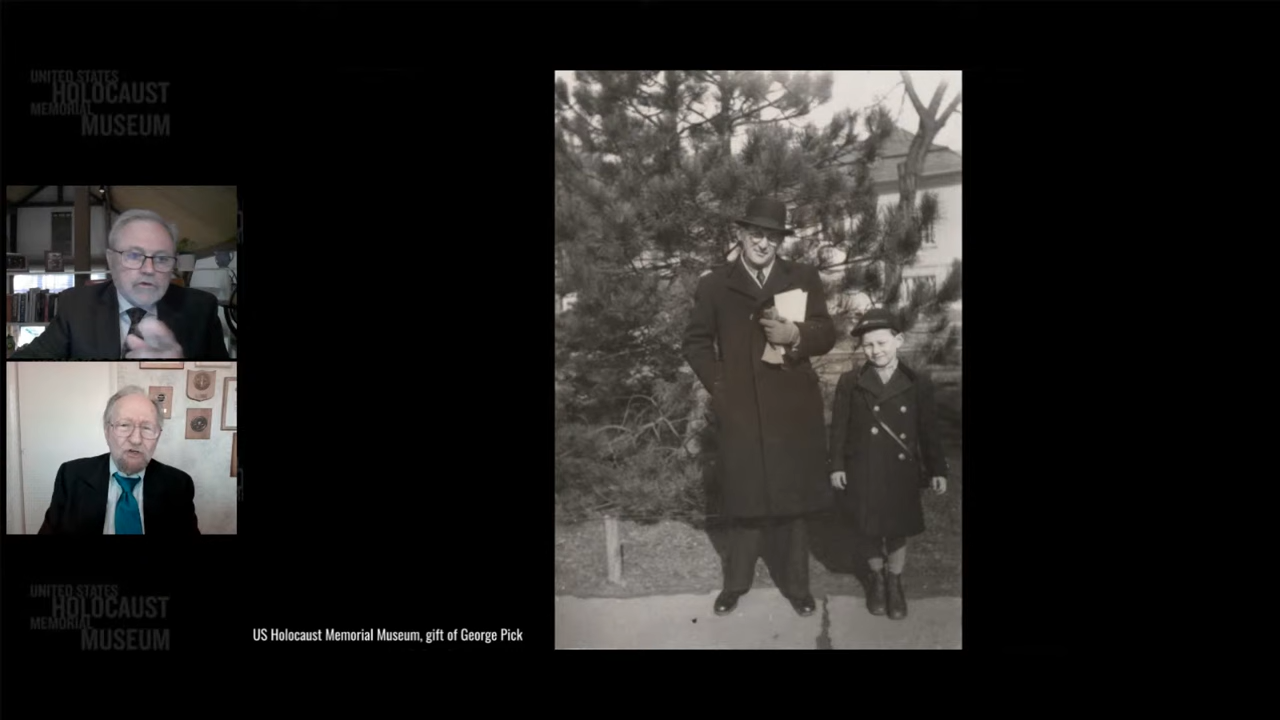 UNITED STATES
HOLOCAUST
MEMORIAL
MUSEUM
US Holocaust Memorial Museum, gift of George Pick
UNITED STATES
HOLOCAUST
MEMORIAL
MUSEUM